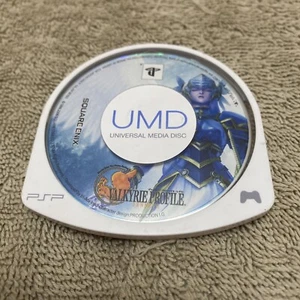 SQUARE ENIX
UMD
UNIVERSAL MEDIA DISC
VALKYRIE PROFILE
PSP